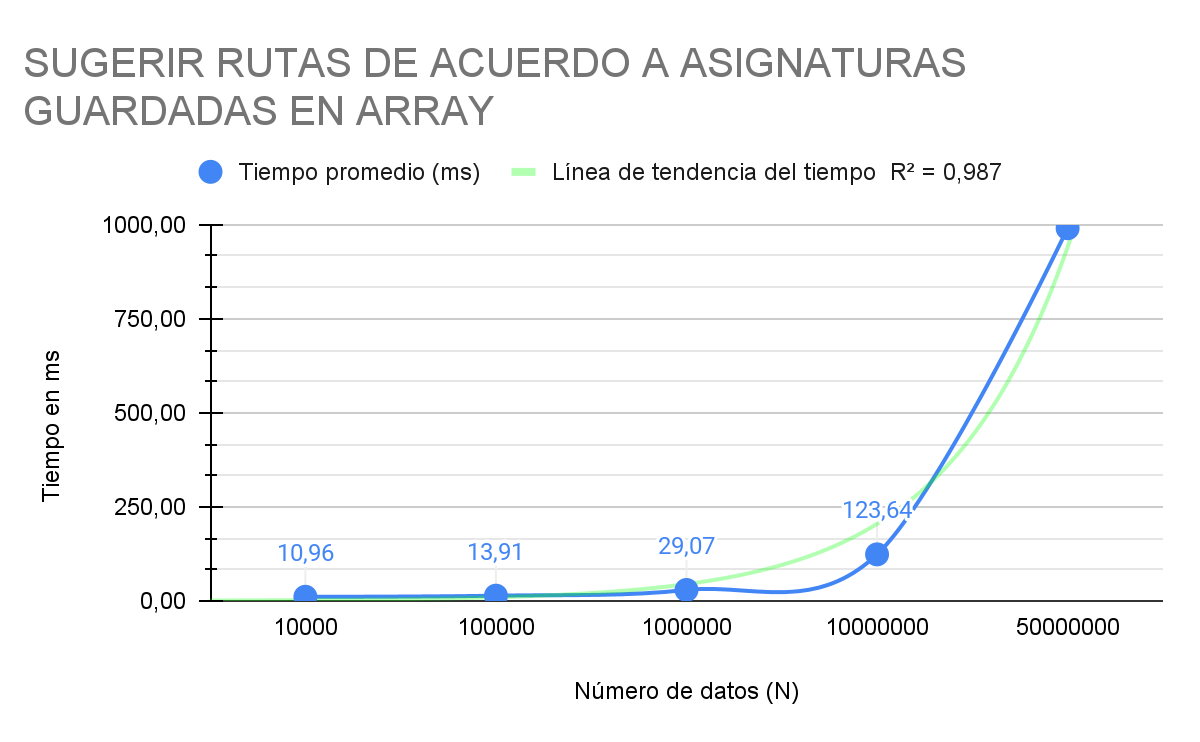 SUGERIR RUTAS DE ACUERDO A ASIGNATURAS
GUARDADAS EN ARRAY
Tiempo promedio (ms)
Línea de tendencia del tiempo R² = 0,987
1000,00
750,00
500,00
250,00
0,00
Tiempo en ms
10,96
13,91
29,07
123,64
10000
100000
1000000
10000000
50000000
Número de datos (N)